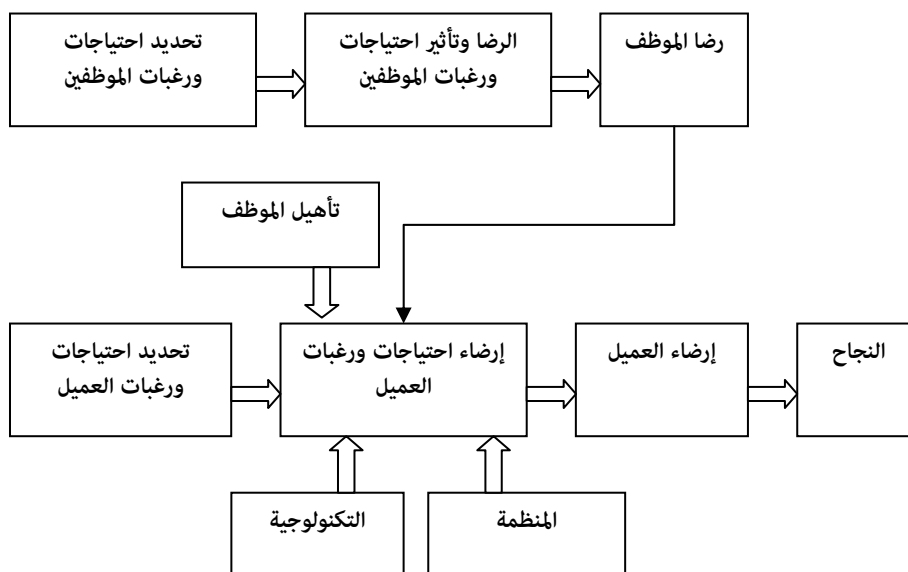 تحديد احتياجات
ورغبات الموظفين
الرضا وتأثير احتياجات
ورغبات الموظفين
رضا الموظف
تأهيل الموظف
تحديد احتياجات
ورغبات العميل
إرضاء احتياجات ورغبات
العميل
إرضاء العميل
النجاح
التكنولوجية
المنظمة